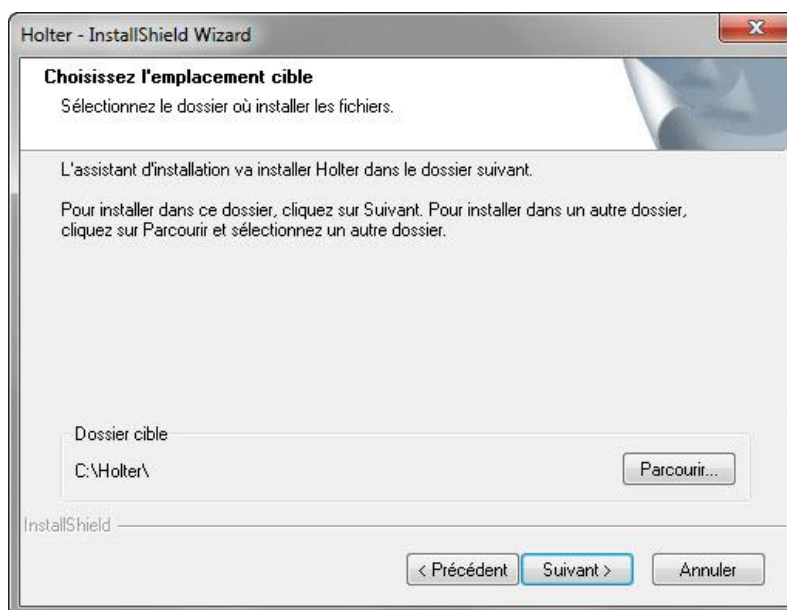 Holter - InstallShield Wizard
Choisissez l'emplacement cible
Sélectionnez le dossier où installer les fichiers.
L'assistant d'installation va installer Holter dans le dossier suivant.
Pour installer dans ce dossier, cliquez sur Suivant. Pour installer dans un autre dossier,
cliquez sur Parcourir et sélectionnez un autre dossier.
Dossier cible
C:\Holter\
Parcourir...
InstallShield
< Précédent
Suivant >
Annuler